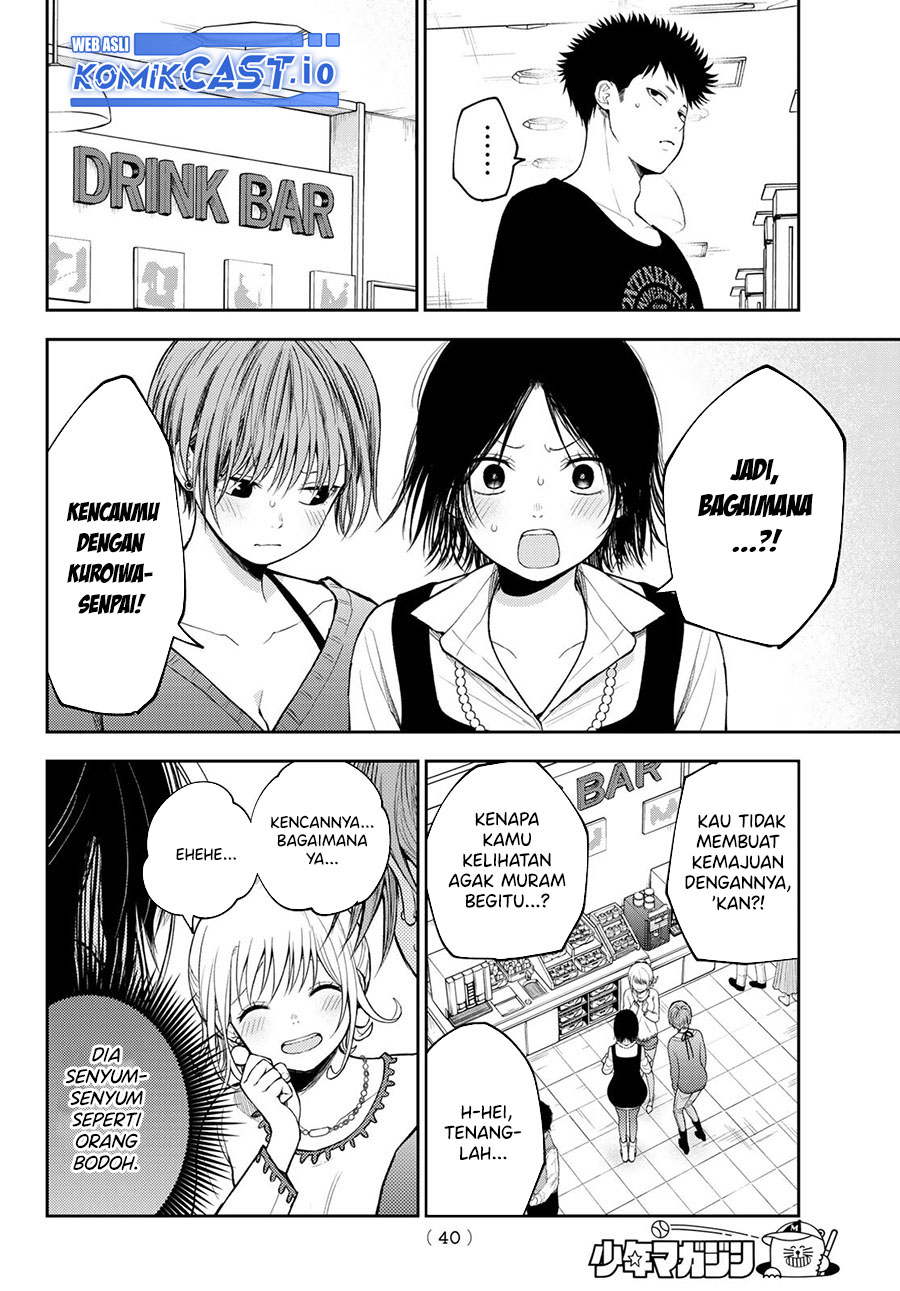 WEB ASLI
KOMIKCAST.io
.......
DRINK BAR
CONTINENTAL
UNIVERSITY
JADI,
BAGAIMANA
...?!
KENCANMU
DENGAN
KUROIWA-
SENPAI!
BAR
KAU TIDAK
MEMBUAT
KEMAJUAN
DENGANNYA,
'KAN?!
KENAPA
KAMU
KELIHATAN
AGAK MURAM
BEGITU...?
H-HEI,
TENANG-
LAH...
KENCANNYA...
BAGAIMANA
YA...
EHEHE...
DIA
SENYUM-
SENYUM
SEPERTI
ORANG
BODOH.
( 40 )
少年マガジン
M